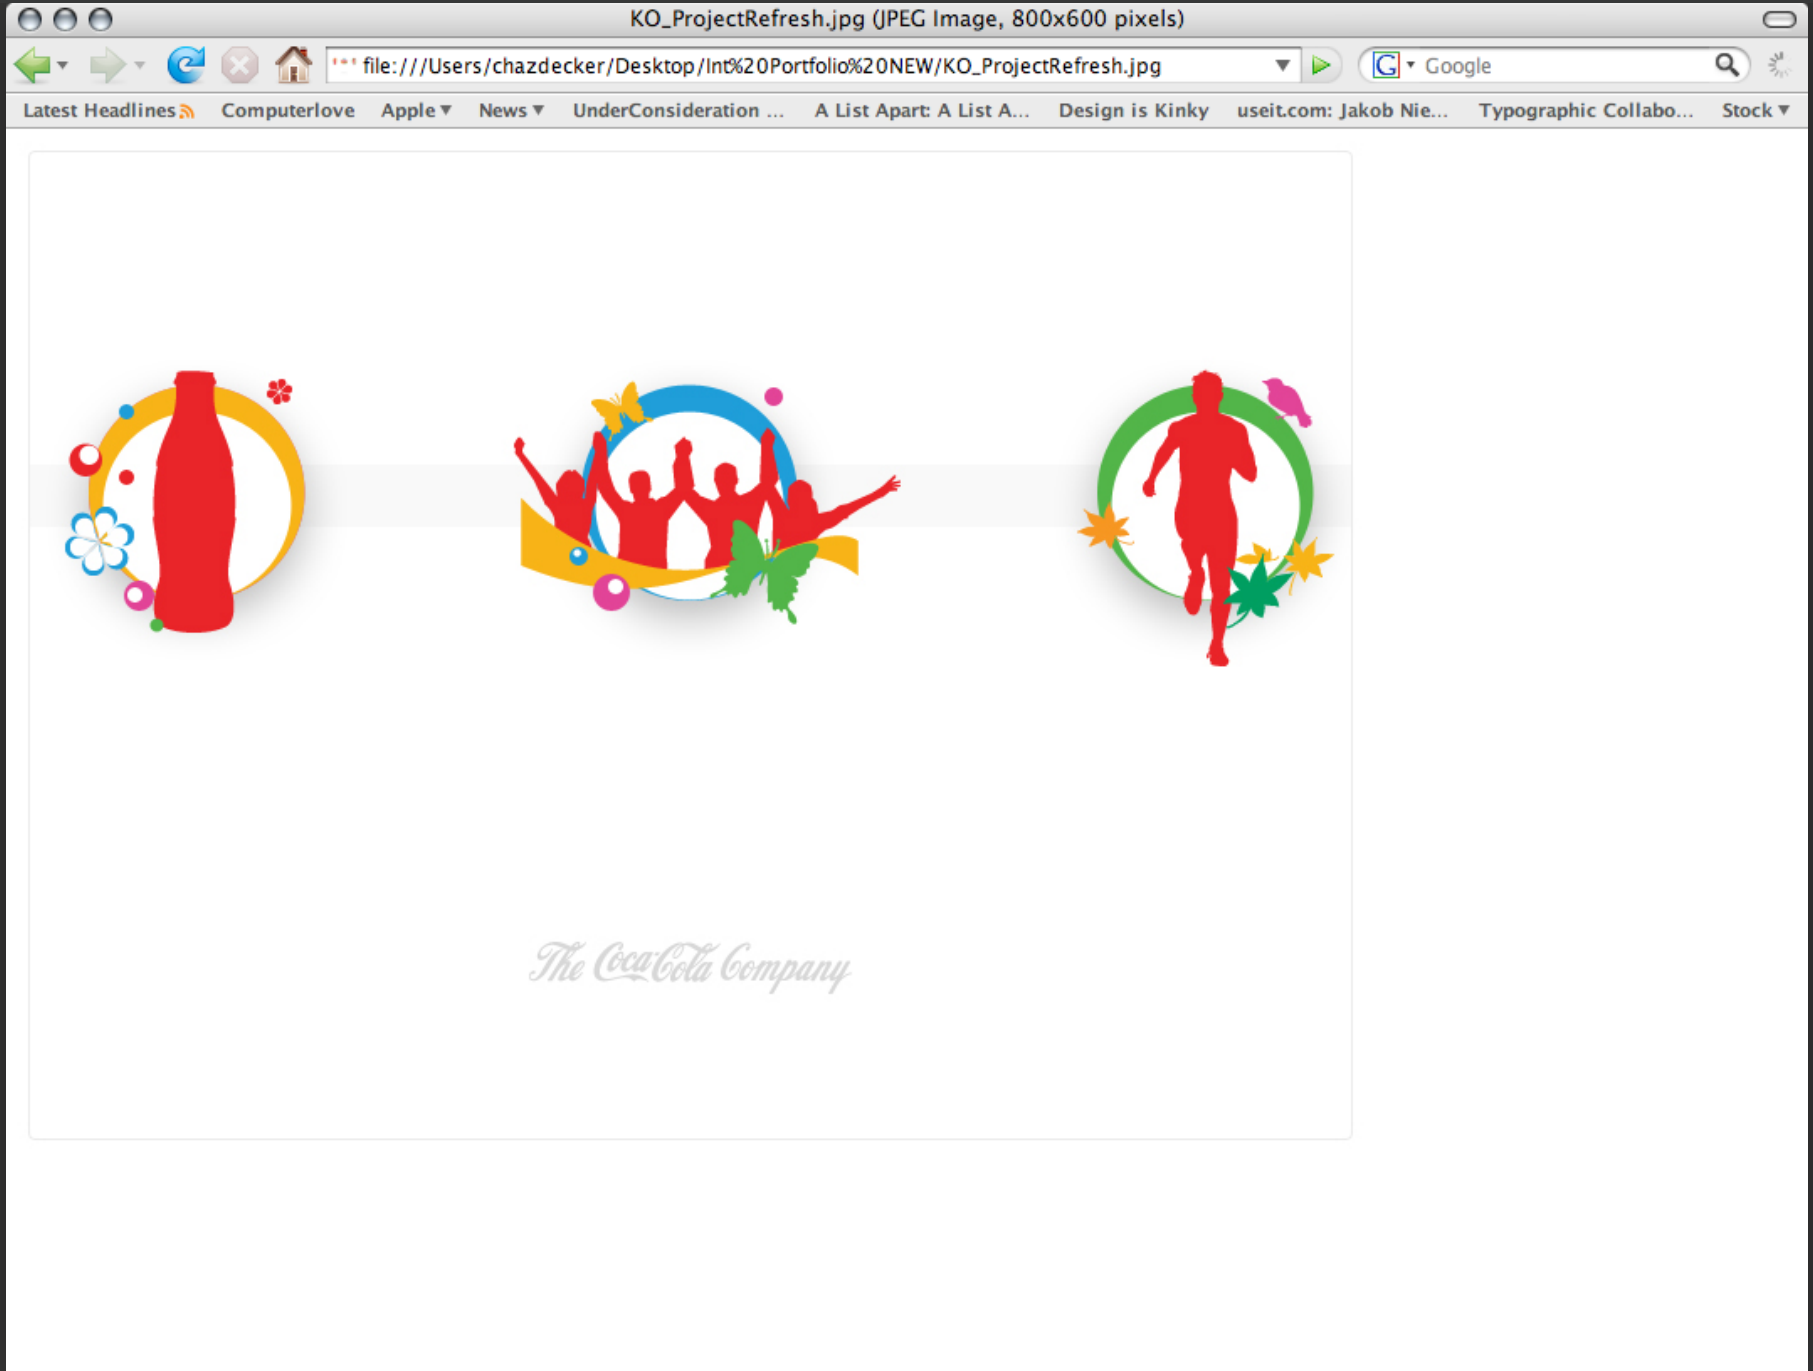 KO_ProjectRefresh.jpg (JPEG Image, 800x600 pixels)
file:///Users/chazdecker/Desktop/Int%20Portfolio%20NEW/KO_ProjectRefresh.jpg
G Google
Latest Headlines Computerlove Apple News UnderConsideration ... A List Apart: A List A... Design is Kinky useit.com: Jakob Nie... Typographic Collabo... Stock
The Coca-Cola Company